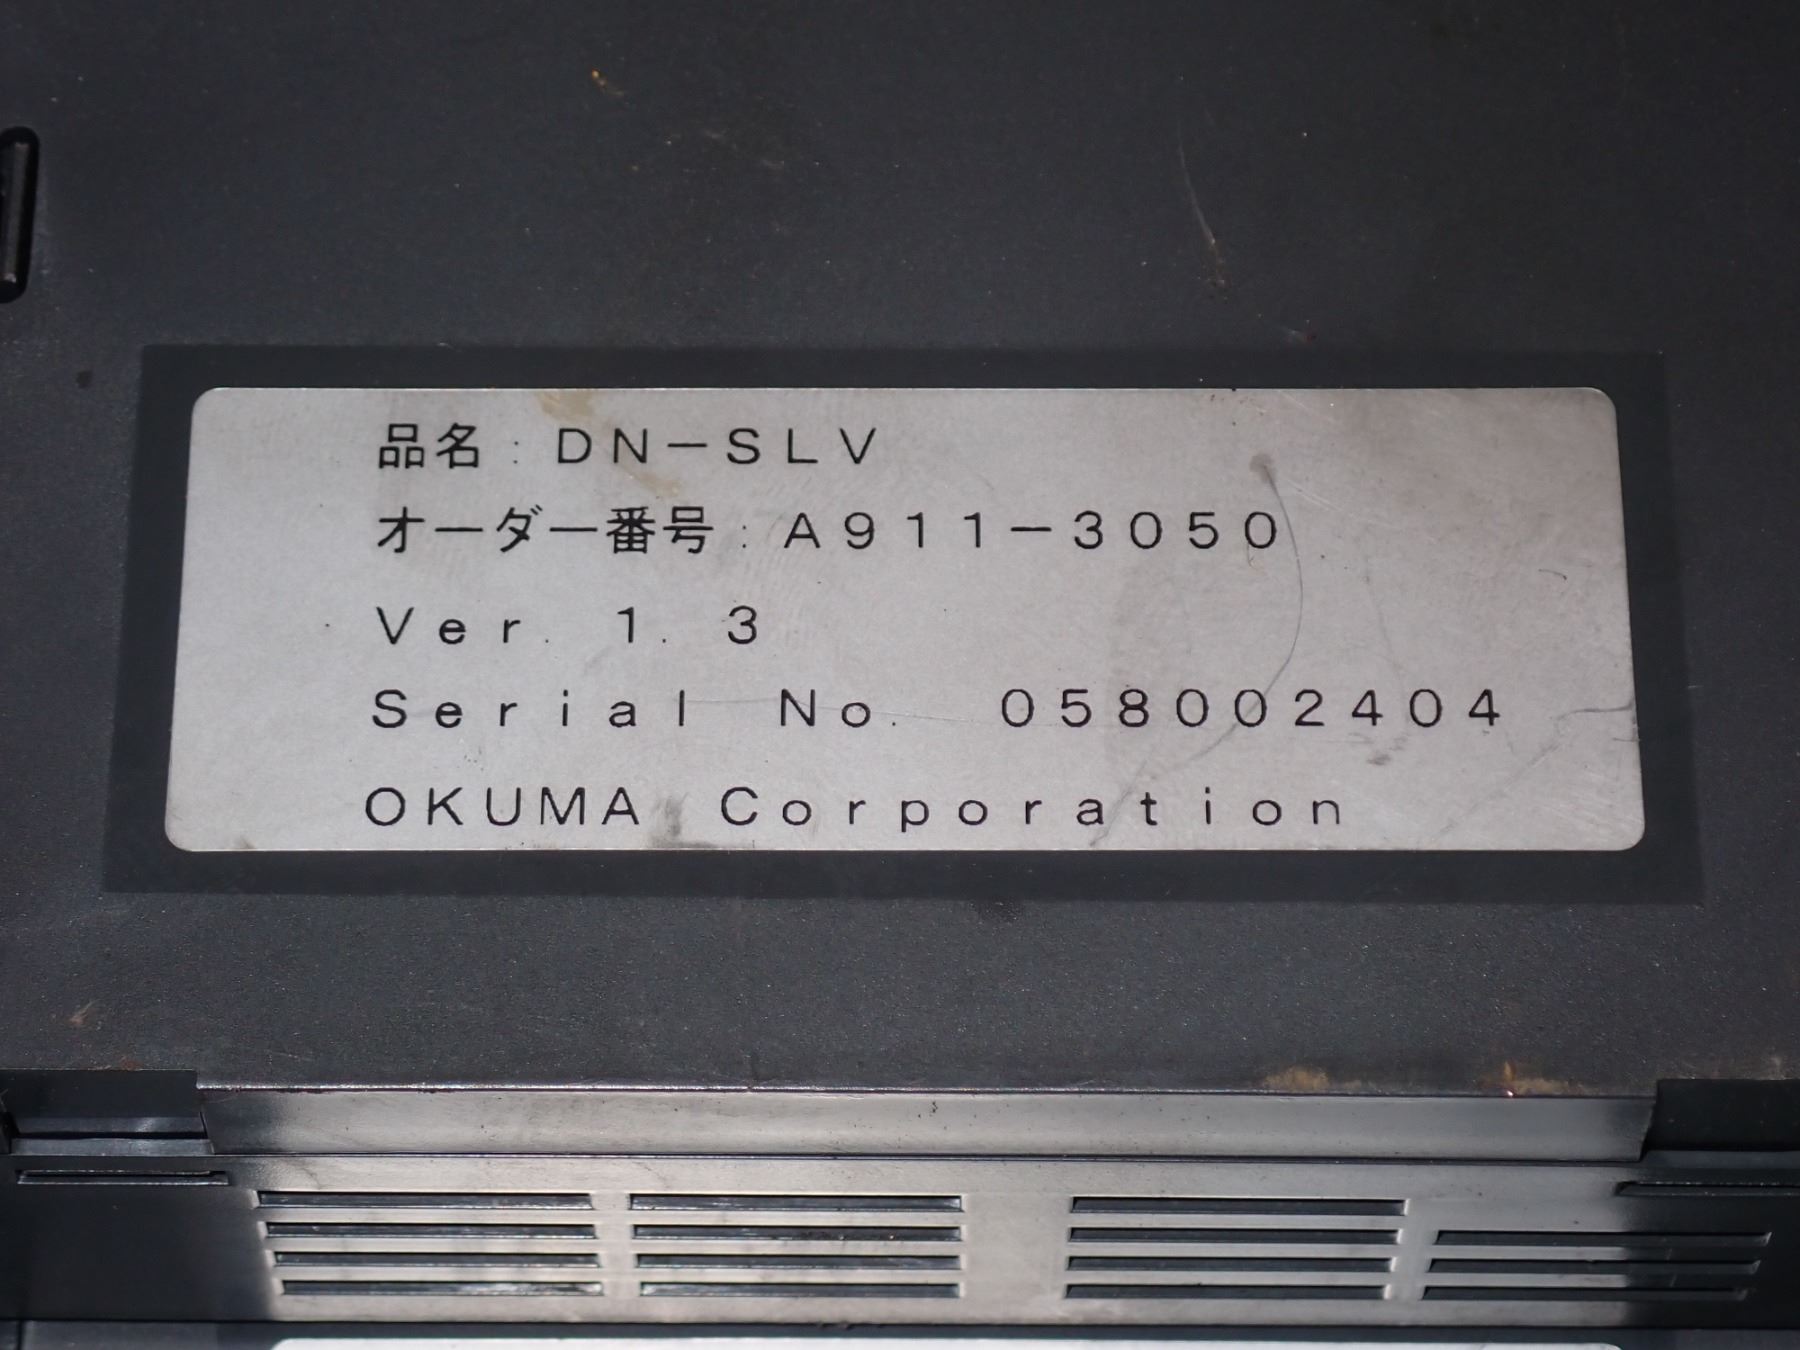 品名：DN−SLV
オーダー番号：A911−3050
Ver. 1.3
Serial No. 058002404
OKUMA Corporation